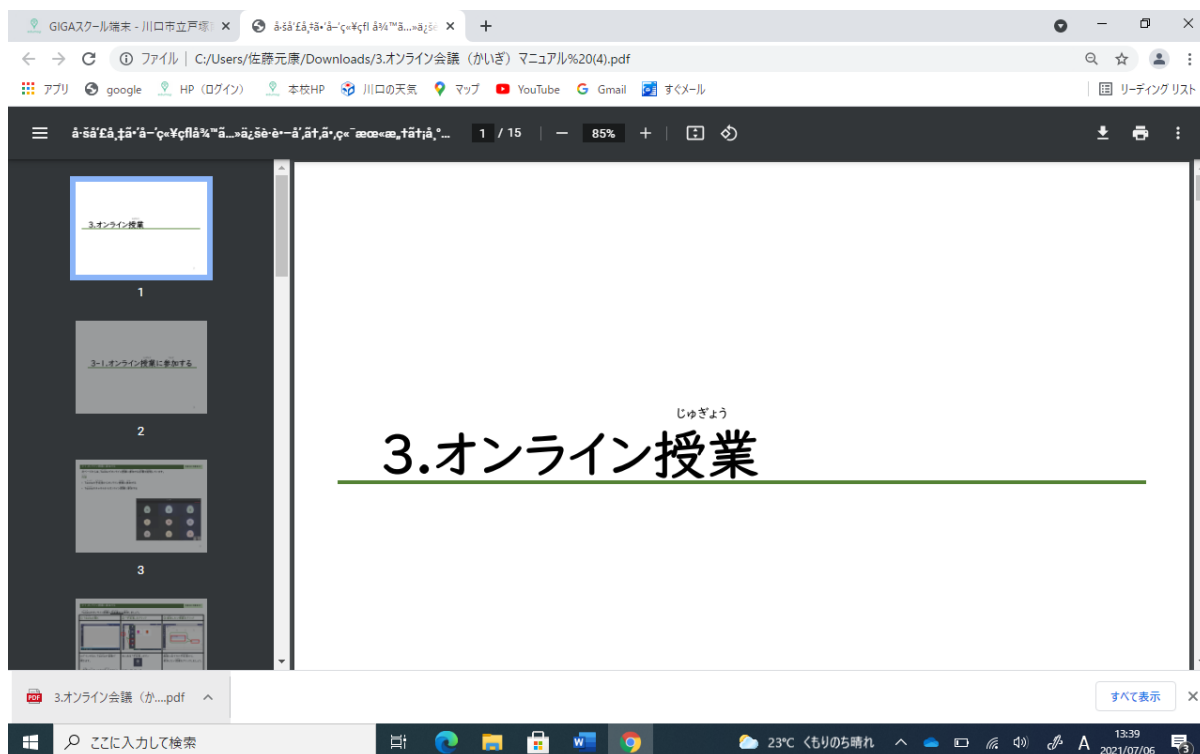 GIGAスクール端末 - 川口市立戸塚
ファイル | C:/Users/佐藤元康/Downloads/3.オンライン会議（かいぎ）マニュアル%20(4).pdf
アプリ google HP（ログイン） 本校HP 川口の天気 マップ YouTube Gmail すぐメール リーディング リスト
1 / 15 — 85% +
3.オンライン授業
1
3-1.オンライン授業に参加する
2
3
じゅぎょう
3.オンライン授業
3.オンライン会議（か....pdf
すべて表示
ここに入力して検索
23°C くもりのち晴れ
A
13:39
2021/07/06